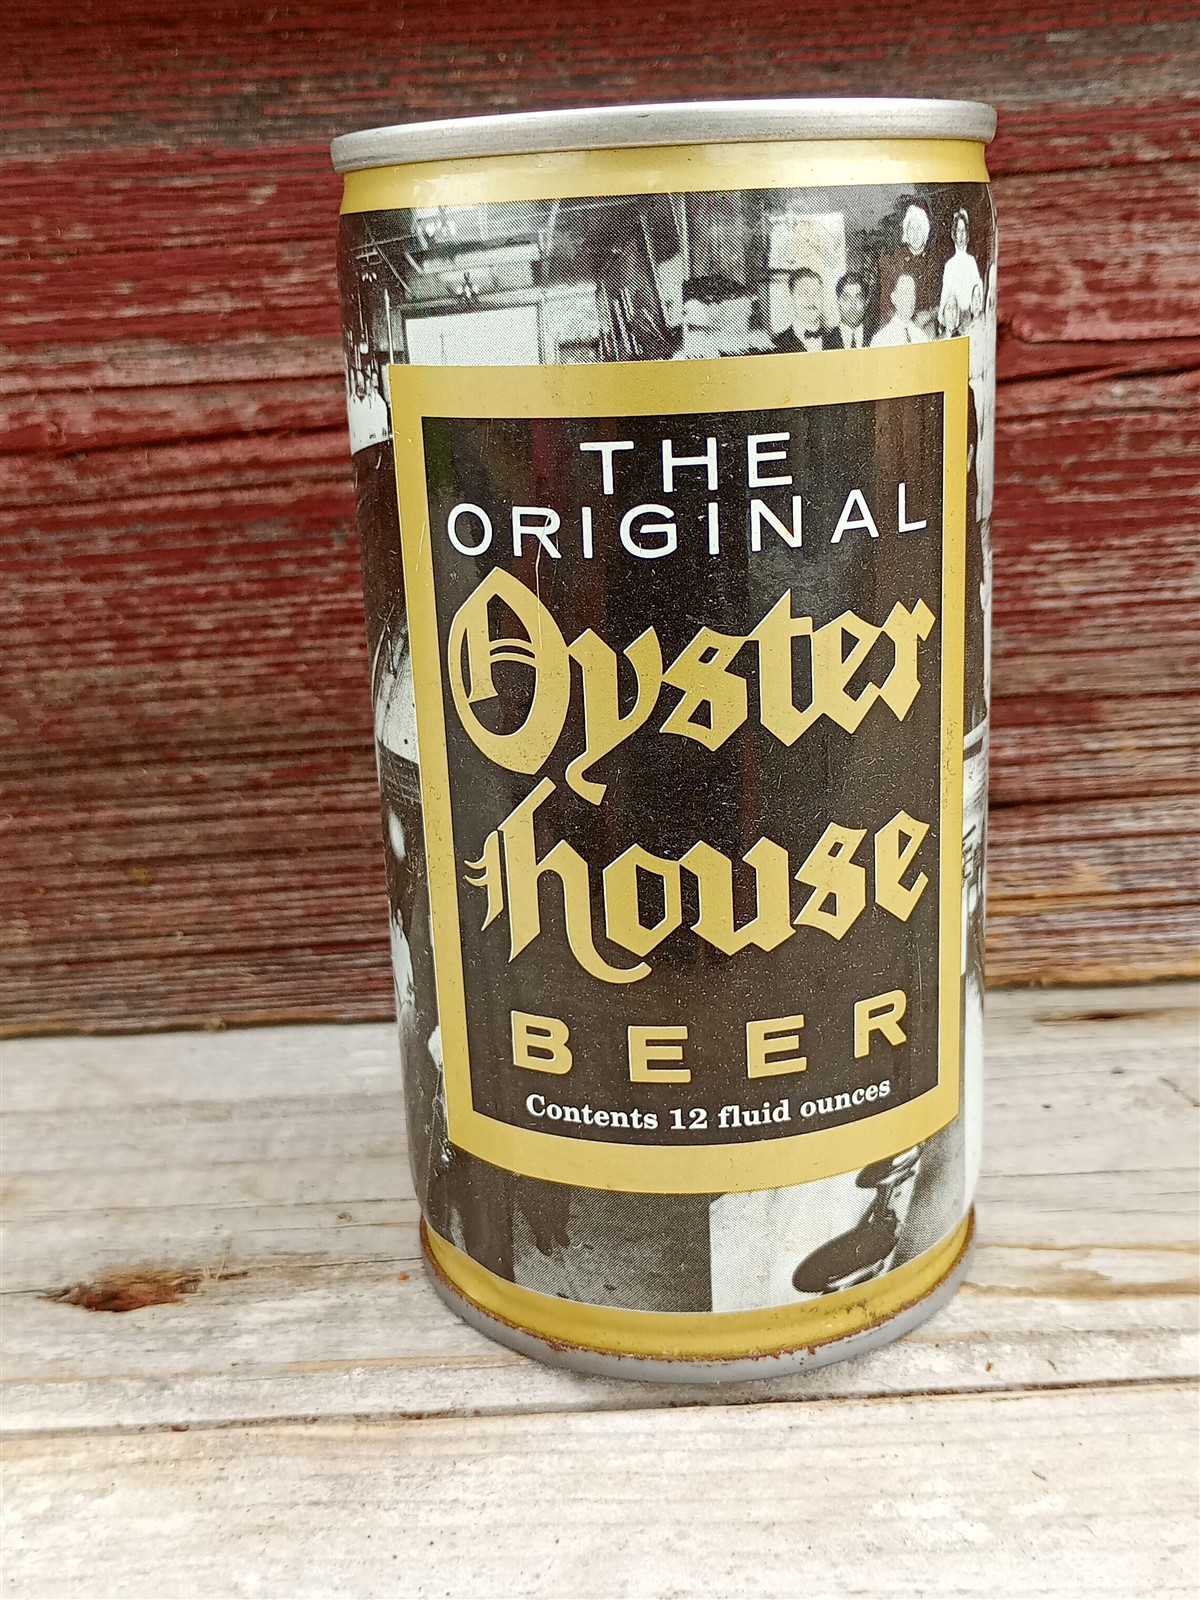 THE
ORIGINAL
Oyster
house
BEER
Contents 12 fluid ounces